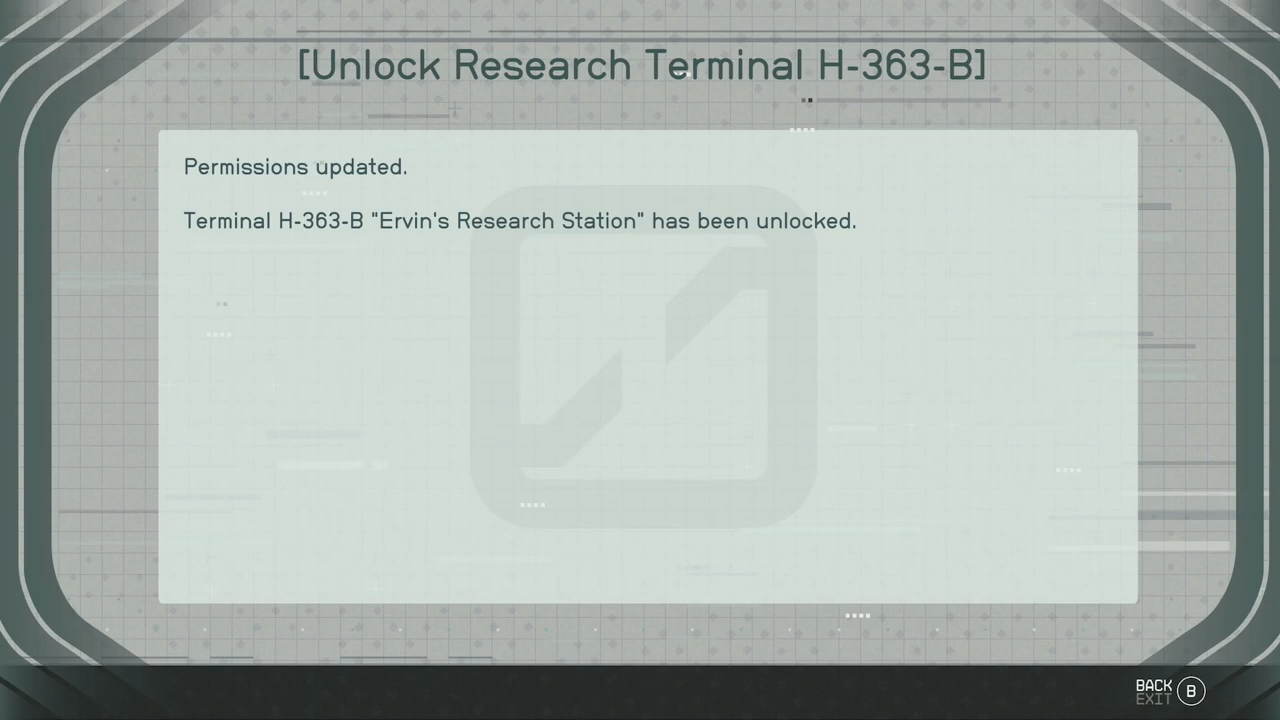 [Unlock Research Terminal H-363-B]
Permissions updated.
Terminal H-363-B "Ervin's Research Station" has been unlocked.
BACK
EXIT
B